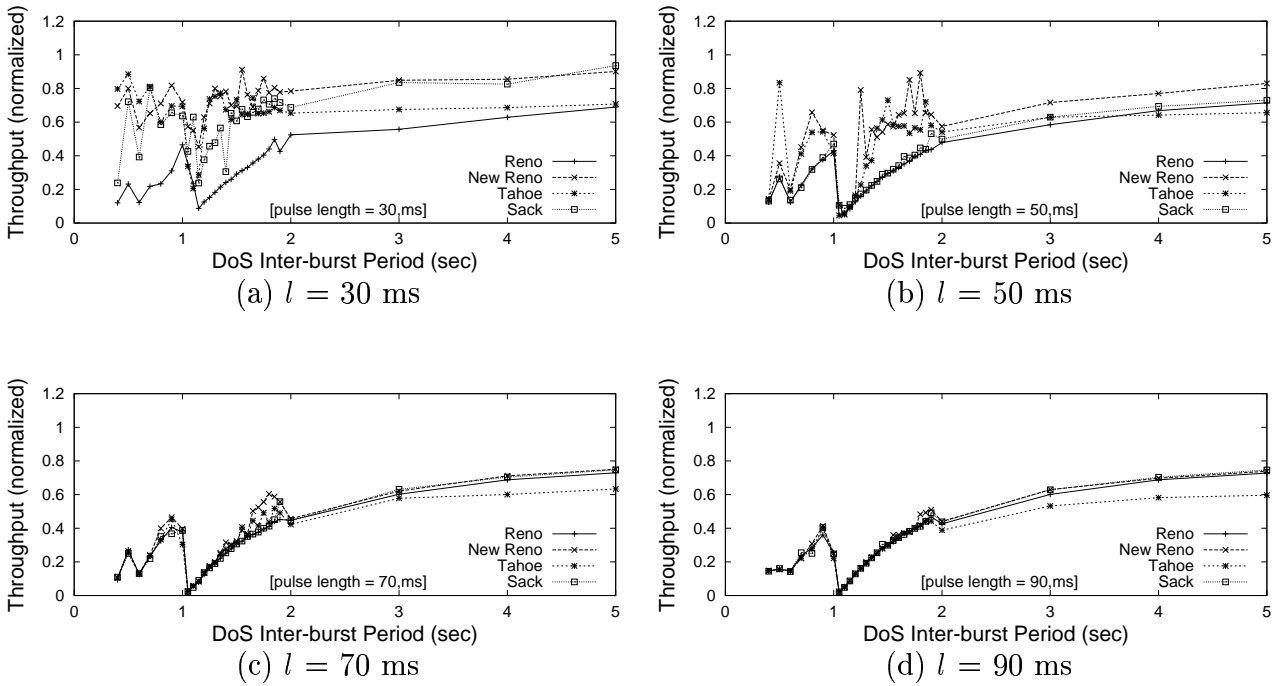 Throughput (normalized)
1.2
1
0.8
0.6
0.4
0.2
0
Reno
New Reno
Tahoe
Sack
[pulse length = 30 ms]
0 1 2 3 4 5
DoS Inter-burst Period (sec)
(a) l = 30 ms
Throughput (normalized)
1.2
1
0.8
0.6
0.4
0.2
0
Reno
New Reno
Tahoe
Sack
[pulse length = 50 ms]
0 1 2 3 4 5
DoS Inter-burst Period (sec)
(b) l = 50 ms
Throughput (normalized)
1.2
1
0.8
0.6
0.4
0.2
0
Reno
New Reno
Tahoe
Sack
[pulse length = 70 ms]
0 1 2 3 4 5
DoS Inter-burst Period (sec)
(c) l = 70 ms
Throughput (normalized)
1.2
1
0.8
0.6
0.4
0.2
0
Reno
New Reno
Tahoe
Sack
[pulse length = 90 ms]
0 1 2 3 4 5
DoS Inter-burst Period (sec)
(d) l = 90 ms